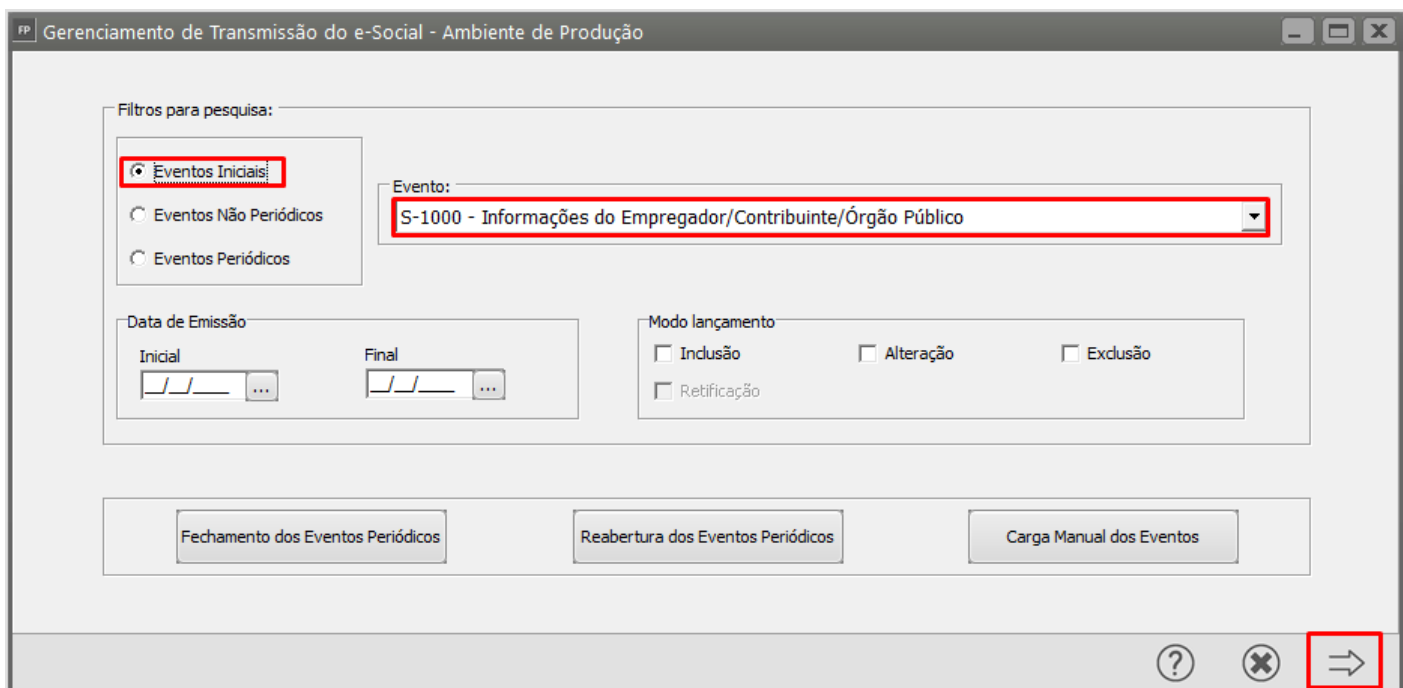 FP Gerenciamento de Transmissão do e-Social - Ambiente de Produção
Filtros para pesquisa:
Eventos Iniciais
Eventos Não Periódicos
Eventos Periódicos
Evento:
S-1000 - Informações do Empregador/Contribuinte/Órgão Público
Data de Emissão
Inicial
Final
__/__/____ ...
__/__/____ ...
Modo lançamento
Inclusão
Alteração
Exclusão
Retificação
Fechamento dos Eventos Periódicos
Reabertura dos Eventos Periódicos
Carga Manual dos Eventos
?